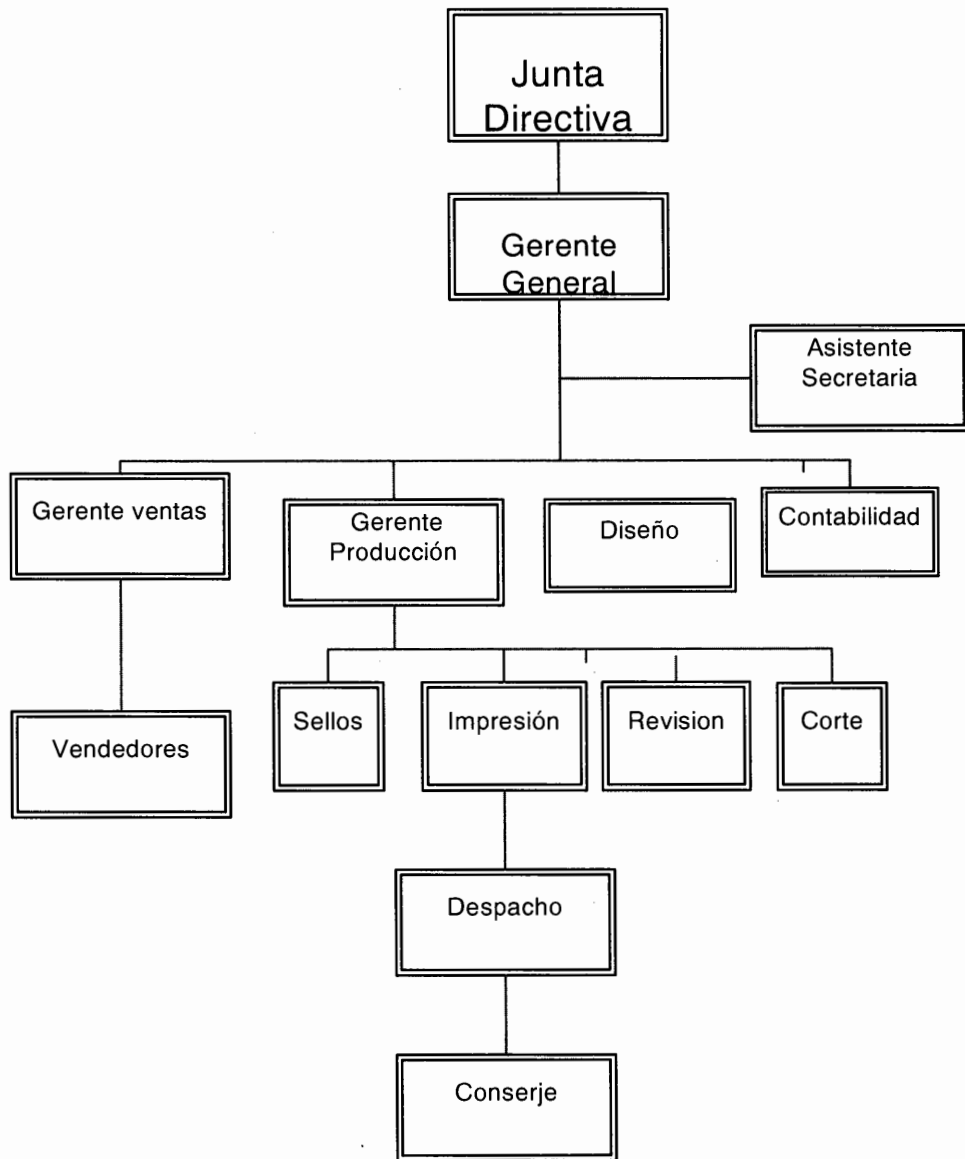 Junta
Directiva
Gerente
General
Asistente
Secretaria
Gerente ventas
Gerente
Producción
Diseño
Contabilidad
Sellos
Impresión
Revision
Corte
Vendedores
Despacho
Conserje